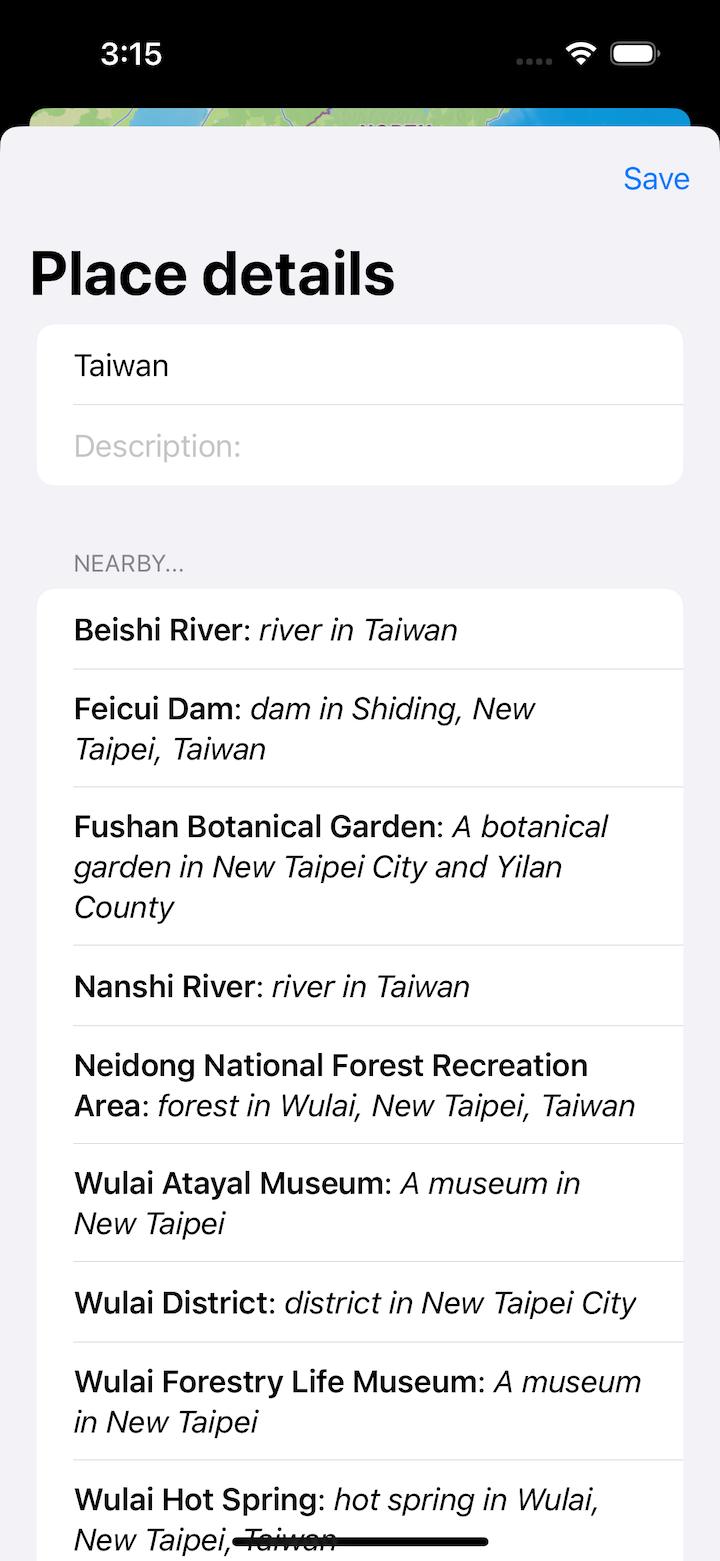 3:15
Save
Place details
Taiwan
Description:
NEARBY...
Beishi River: river in Taiwan
Feicui Dam: dam in Shiding, New
Taipei, Taiwan
Fushan Botanical Garden: A botanical
garden in New Taipei City and Yilan
County
Nanshi River: river in Taiwan
Neidong National Forest Recreation
Area: forest in Wulai, New Taipei, Taiwan
Wulai Atayal Museum: A museum in
New Taipei
Wulai District: district in New Taipei City
Wulai Forestry Life Museum: A museum
in New Taipei
Wulai Hot Spring: hot spring in Wulai,
New Taipei, Taiwan